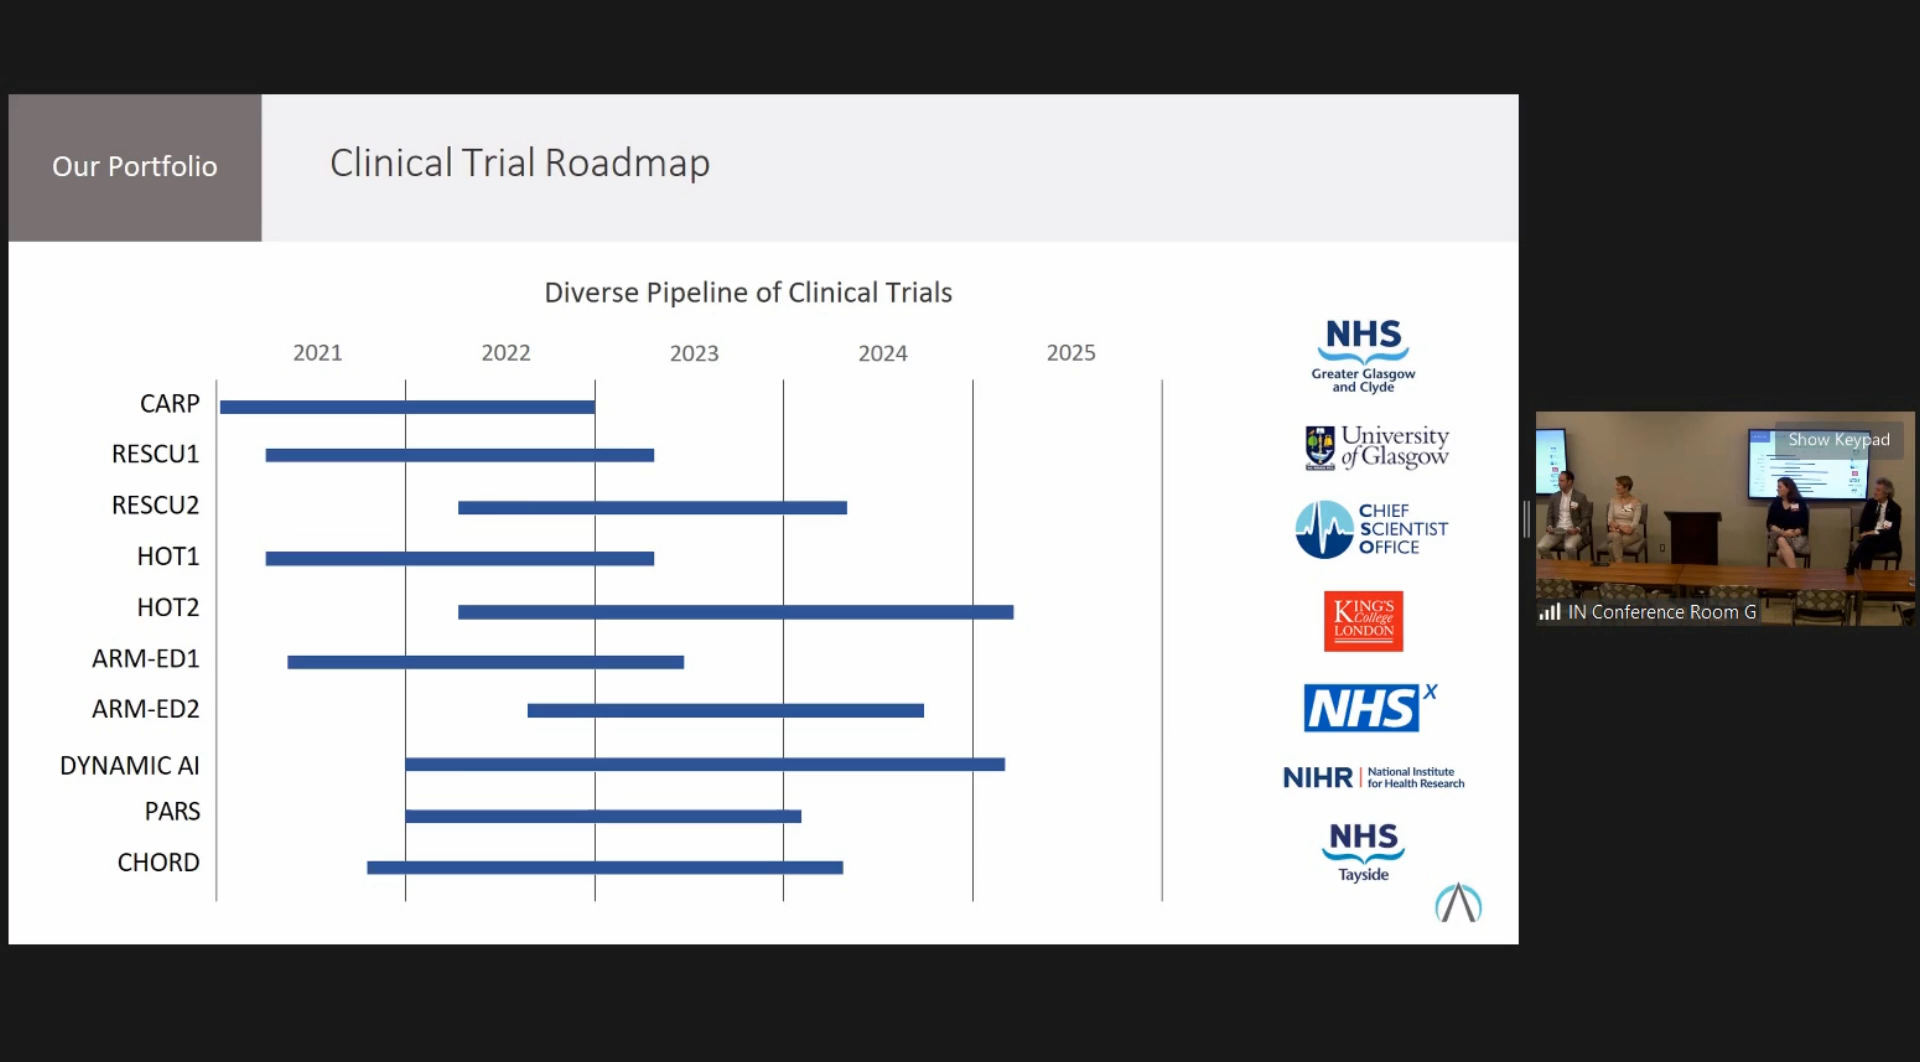 Our Portfolio
Clinical Trial Roadmap
Diverse Pipeline of Clinical Trials
2021 2022 2023 2024 2025
CARP
RESCU1
RESCU2
HOT1
HOT2
ARM-ED1
ARM-ED2
DYNAMIC AI
PARS
CHORD
NHS
Greater Glasgow
and Clyde
University
of Glasgow
CHIEF
SCIENTIST
OFFICE
KING'S
College
LONDON
NHS X
NIHR | National Institute
for Health Research
NHS
Tayside
Show Keypad
IN Conference Room G